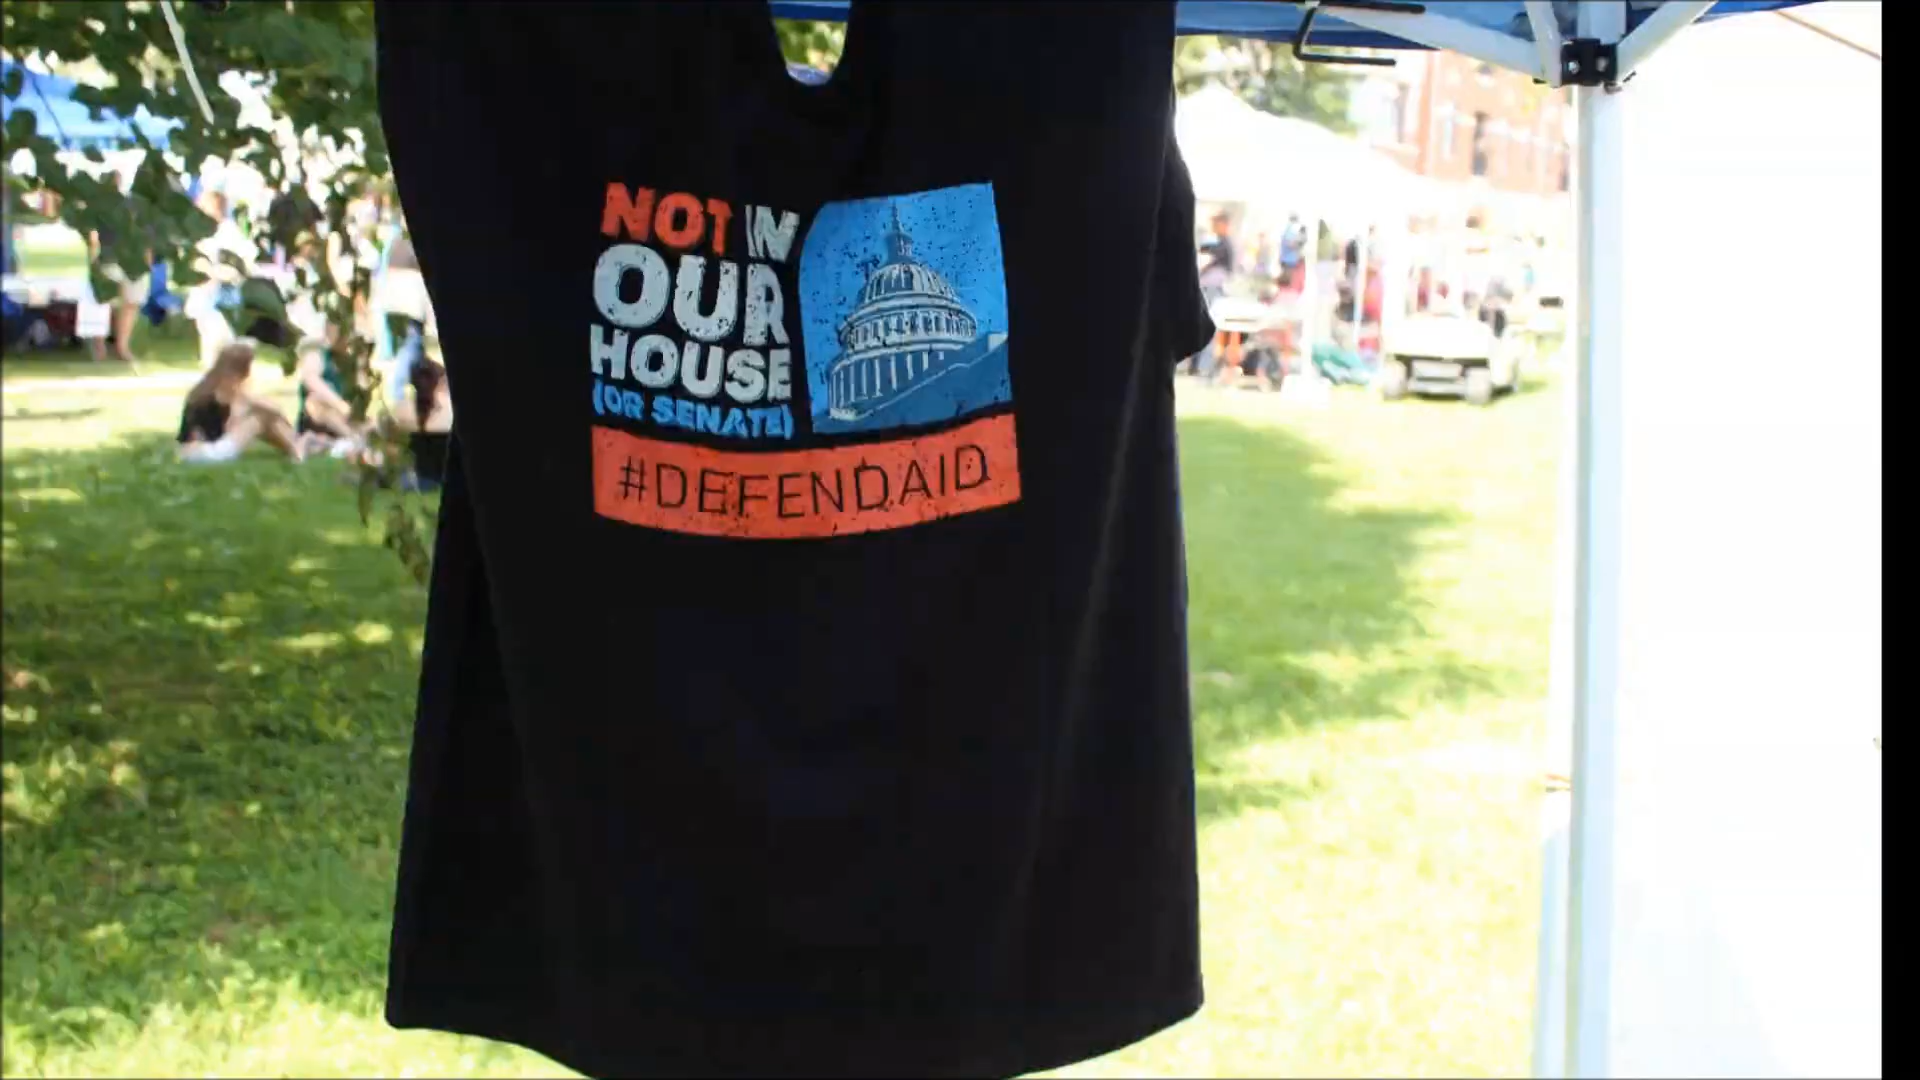 NOT IN
OUR
HOUSE
(OR SENATE)
#DEFENDAID